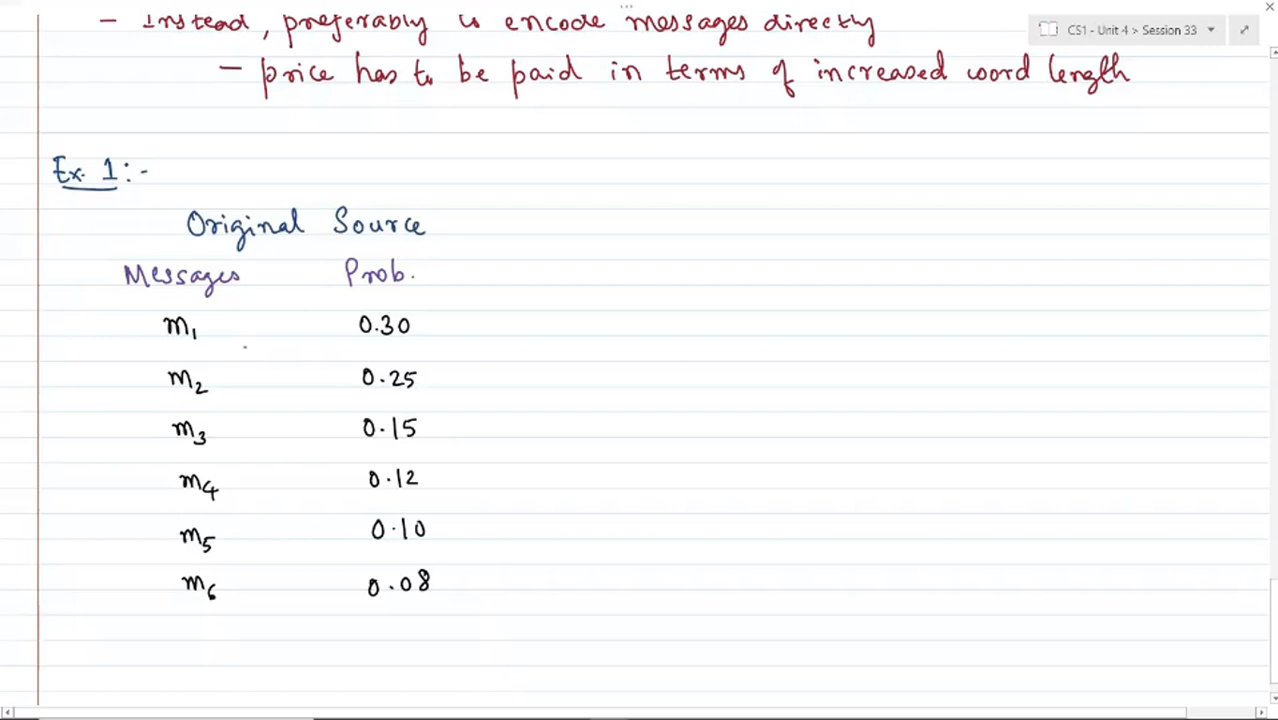 - Instead, preferably is encode messages directly
CS1 - Unit 4 > Session 33
- price has to be paid in terms of increased word length
Ex. 1:-
Original Source
Messages Prob.
m1 0.30
m2 0.25
m3 0.15
m4 0.12
m5 0.10
m6 0.08